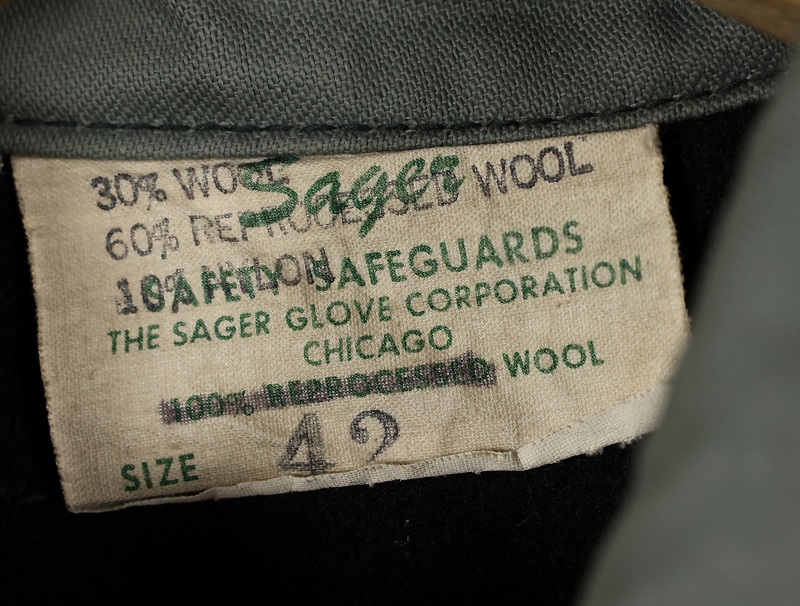 Sager
30% WOOL
60% REPROCESSED WOOL
10% NYLON
SAFETY SAFEGUARDS
THE SAGER GLOVE CORPORATION
CHICAGO
100% REPROCESSED WOOL
SIZE 42